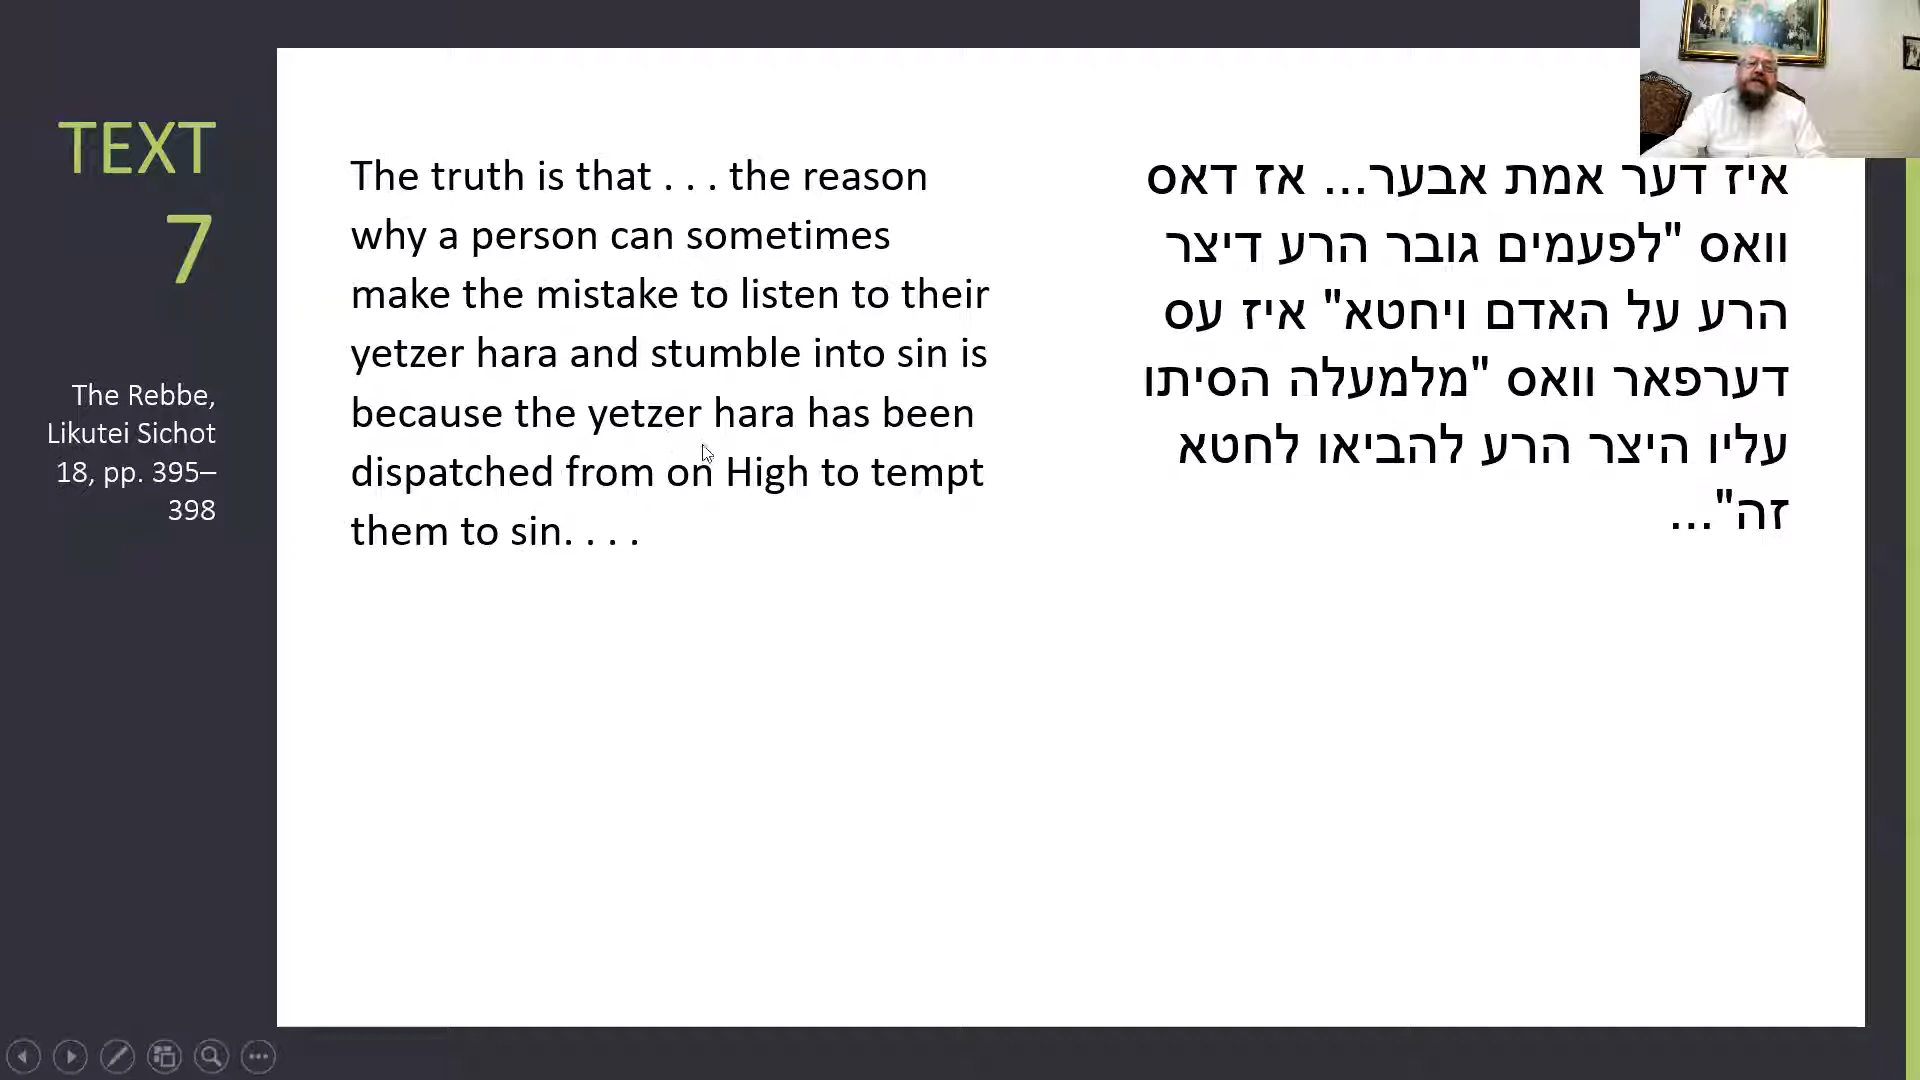 TEXT
7
The Rebbe,
Likutei Sichot
18, pp. 395–
398
The truth is that . . . the reason
why a person can sometimes
make the mistake to listen to their
yetzer hara and stumble into sin is
because the yetzer hara has been
dispatched from on High to tempt
them to sin. . . .
איז דער אמת אבער... אז דאס
וואס "לפעמים גובר הרע דיצר
הרע על האדם ויחטא" איז עס
דערפאר וואס "מלמעלה הסיתו
עליו היצר הרע להביאו לחטא
זה"...